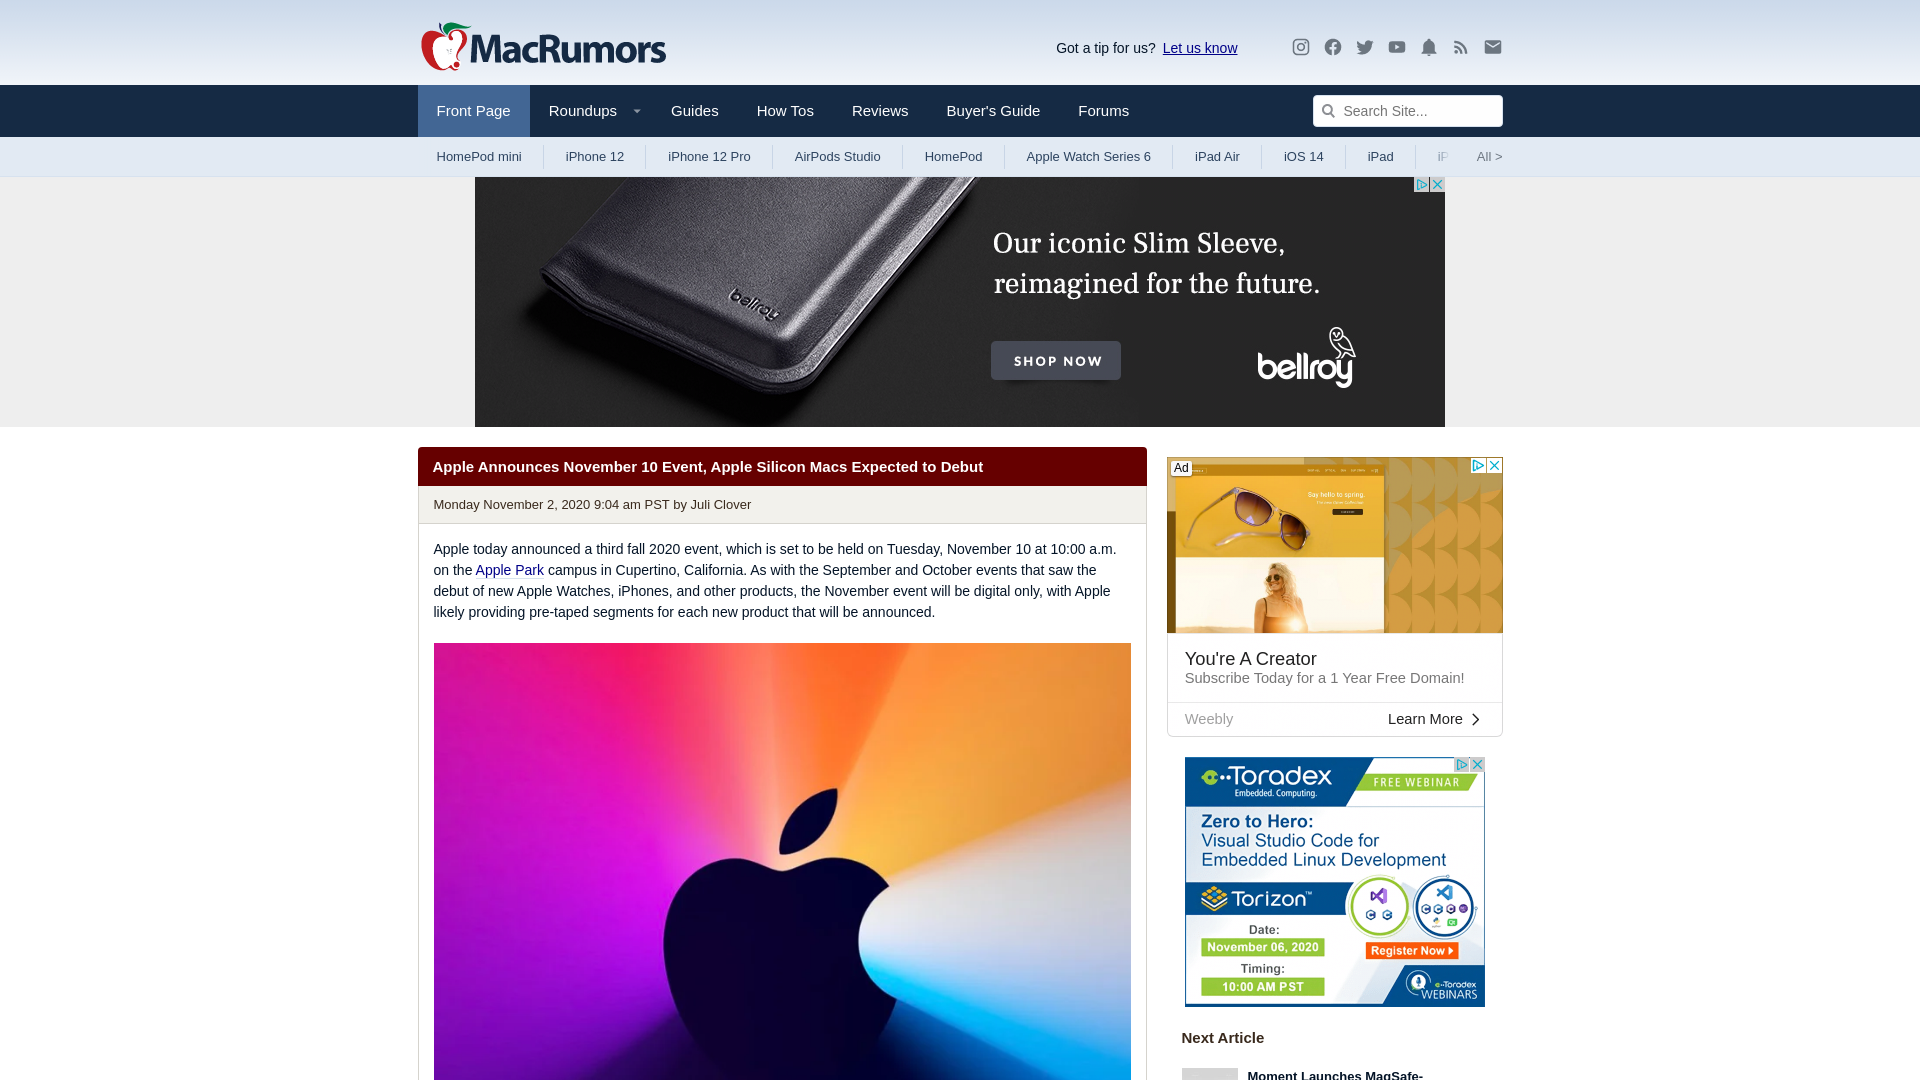 MacRumors
Got a tip for us? Let us know
Front Page
Roundups
Guides
How Tos
Reviews
Buyer's Guide
Forums
Search Site...
HomePod mini
iPhone 12
iPhone 12 Pro
AirPods Studio
HomePod
Apple Watch Series 6
iPad Air
iOS 14
iPad
iP
All >
bellroy
Our iconic Slim Sleeve,
reimagined for the future.
SHOP NOW
bellroy
Apple Announces November 10 Event, Apple Silicon Macs Expected to Debut
Monday November 2, 2020 9:04 am PST by Juli Clover
Apple today announced a third fall 2020 event, which is set to be held on Tuesday, November 10 at 10:00 a.m.
on the Apple Park campus in Cupertino, California. As with the September and October events that saw the
debut of new Apple Watches, iPhones, and other products, the November event will be digital only, with Apple
likely providing pre-taped segments for each new product that will be announced.
Ad
Say hello to spring.
You're A Creator
Subscribe Today for a 1 Year Free Domain!
Weebly
Learn More
Toradex
Embedded. Computing.
FREE WEBINAR
Zero to Hero:
Visual Studio Code for
Embedded Linux Development
Torizon™
Date:
November 06, 2020
Register Now
Timing:
10:00 AM PST
Toradex
WEBINARS
Next Article
Moment Launches MagSafe-